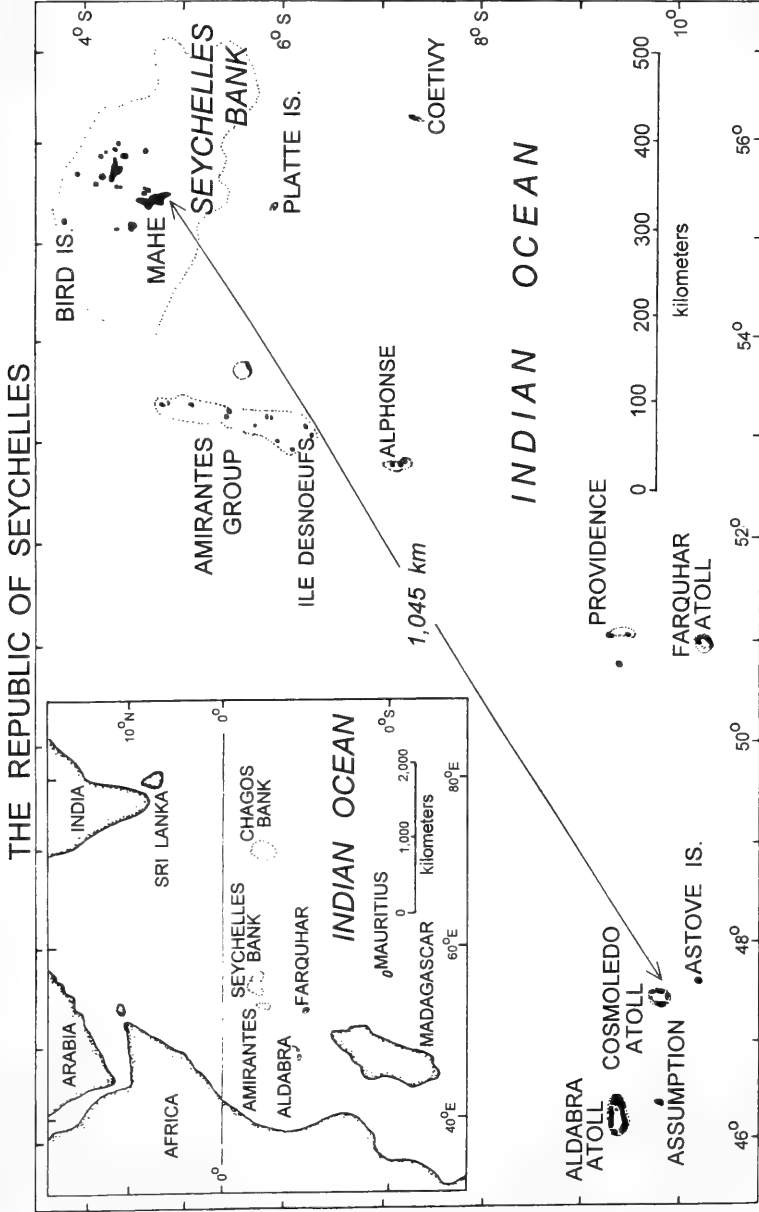 THE REPUBLIC OF SEYCHELLES
INDIA
ARABIA
10°N
SRI LANKA
AFRICA
0°
0°
SEYCHELLES
BANK
AMIRANTES
CHAGOS
BANK
ALDABRA
FARQUHAR
INDIAN OCEAN
MAURITIUS
0°S
MADAGASCAR
0
1,000
2,000
kilometers
40°E
60°E
80°E
BIRD IS.
MAHE
SEYCHELLES
BANK
4°S
AMIRANTES
GROUP
ILE DESNOEUFS
PLATTE IS.
6°S
ALPHONSE
COETIVY
1,045 km
8°S
INDIAN OCEAN
PROVIDENCE
FARQUHAR
ATOLL
ALDABRA
ATOLL
COSMOLEDO
ATOLL
ASSUMPTION
ASTOVE IS.
0
100
200
300
400
500
kilometers
10°
46°
48°
50°
52°
54°
56°